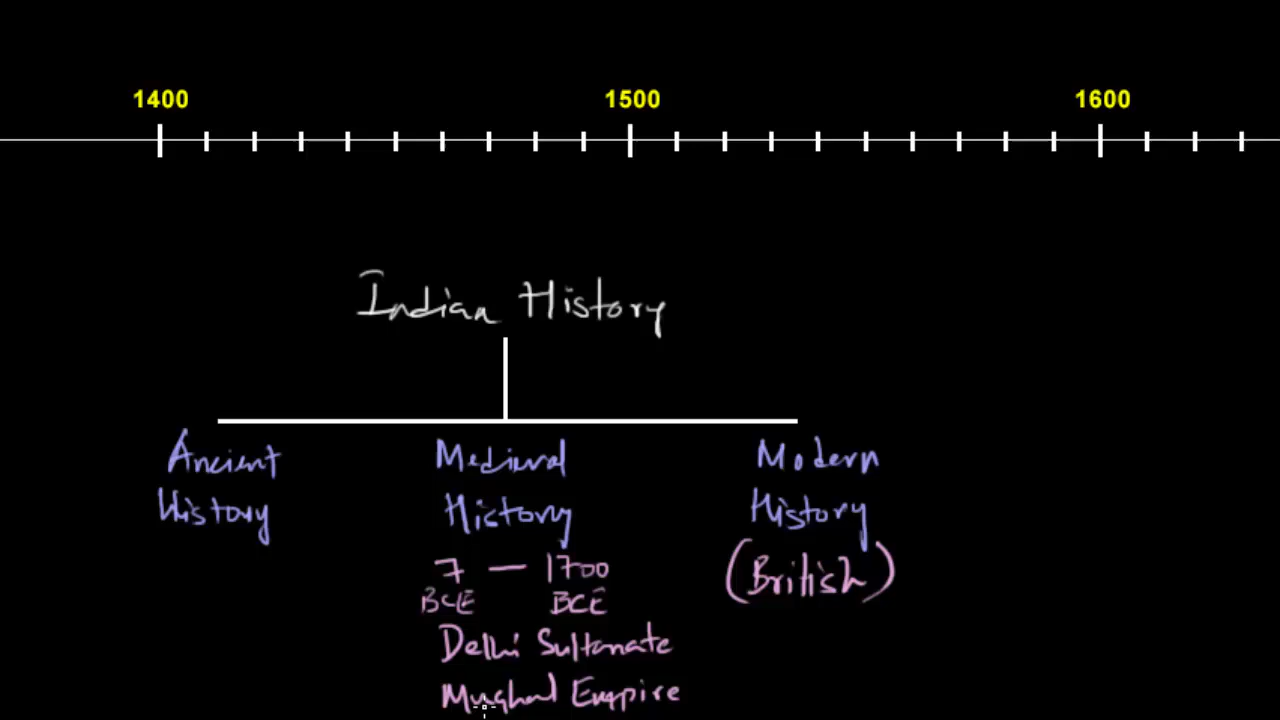 1400 1500 1600
Indian History
Ancient Medieval Modern
History History History
7 — 1700 (British)
BCE BCE
Delhi Sultanate
Mughal Empire